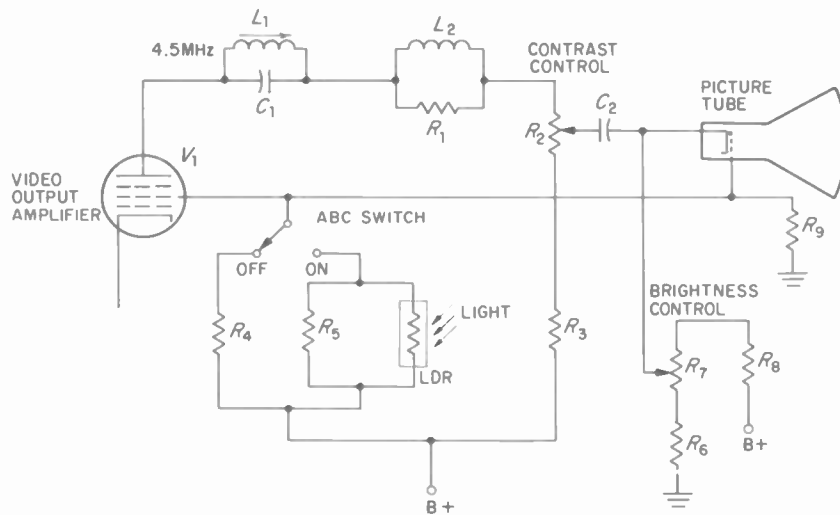 L1
4.5MHz
C1
L2
R1
CONTRAST
CONTROL
R2
C2
PICTURE
TUBE
V1
VIDEO
OUTPUT
AMPLIFIER
ABC SWITCH
OFF
ON
R9
R4
R5
LIGHT
LDR
R3
BRIGHTNESS
CONTROL
R7
R8
R6
B+
B+